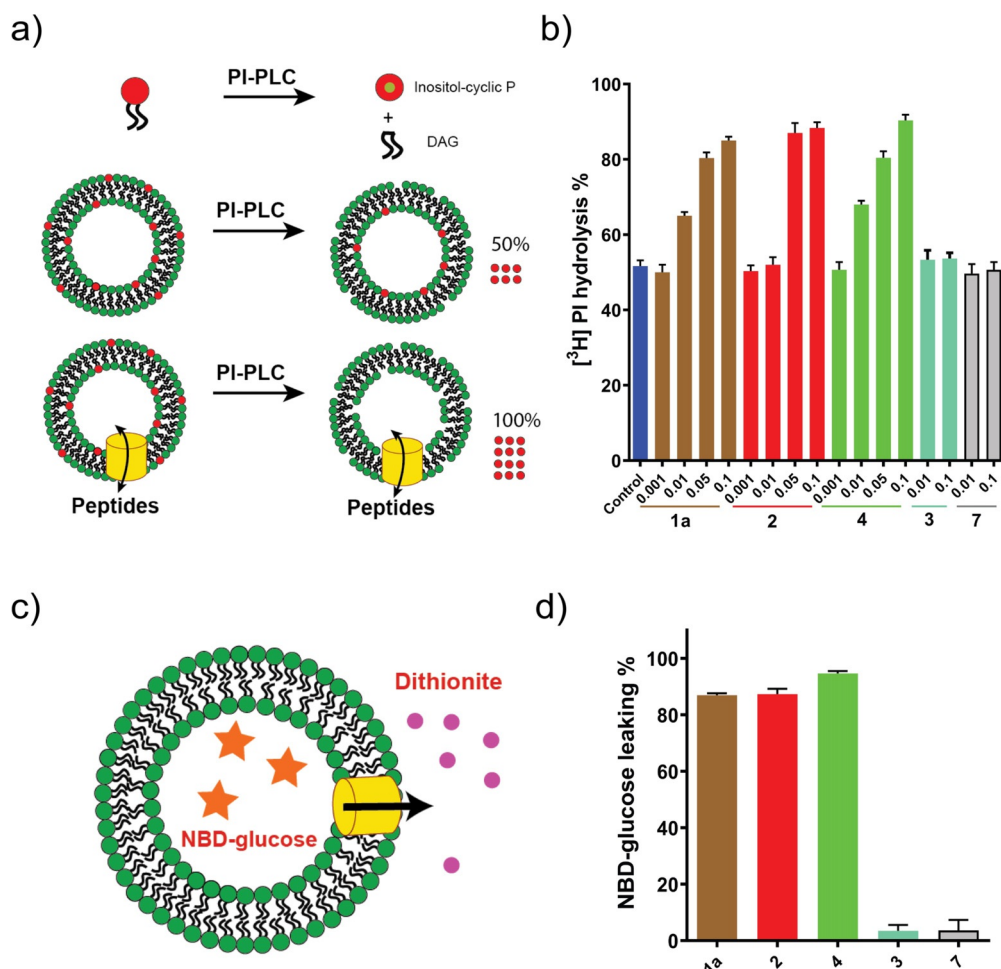 a)
PI-PLC
Inositol-cyclic P
+
DAG
PI-PLC
50%
PI-PLC
100%
Peptides
Peptides
b)
[³H] PI hydrolysis %
100
80
60
40
20
0
Control 0.001 0.01 0.05 0.1 0.001 0.01 0.05 0.1 0.001 0.01 0.05 0.1 0.01 0.1 0.01 0.1
1a 2 4 3 7
c)
Dithionite
NBD-glucose
d)
NBD-glucose leaking %
100
80
60
40
20
0
1a 2 4 3 7